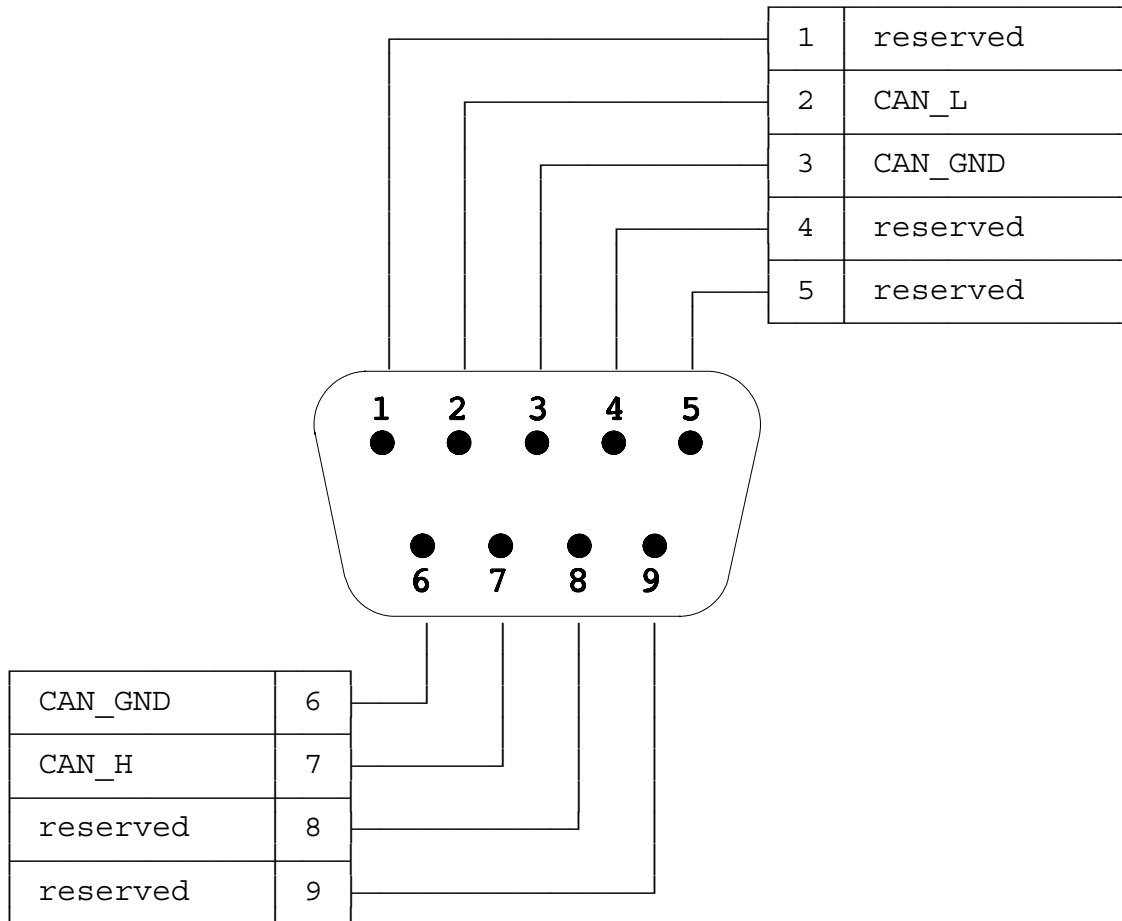 1 reserved
2 CAN_L
3 CAN_GND
4 reserved
5 reserved
1 2 3 4 5
6 7 8 9
CAN_GND 6
CAN_H 7
reserved 8
reserved 9